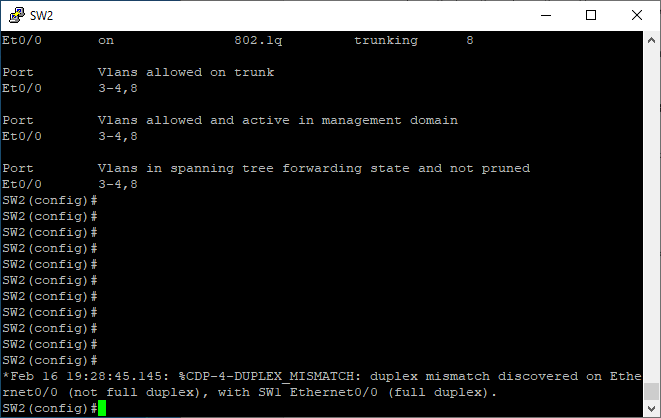 SW2
Et0/0        on               802.1q         trunking      8
Port        Vlans allowed on trunk
Et0/0       3-4,8
Port        Vlans allowed and active in management domain
Et0/0       3-4,8
Port        Vlans in spanning tree forwarding state and not pruned
Et0/0       3-4,8
SW2(config)#
SW2(config)#
SW2(config)#
SW2(config)#
SW2(config)#
SW2(config)#
SW2(config)#
SW2(config)#
SW2(config)#
SW2(config)#
SW2(config)#
*Feb 16 19:28:45.145: %CDP-4-DUPLEX_MISMATCH: duplex mismatch discovered on Ethe
rnet0/0 (not full duplex), with SW1 Ethernet0/0 (full duplex).
SW2(config)#